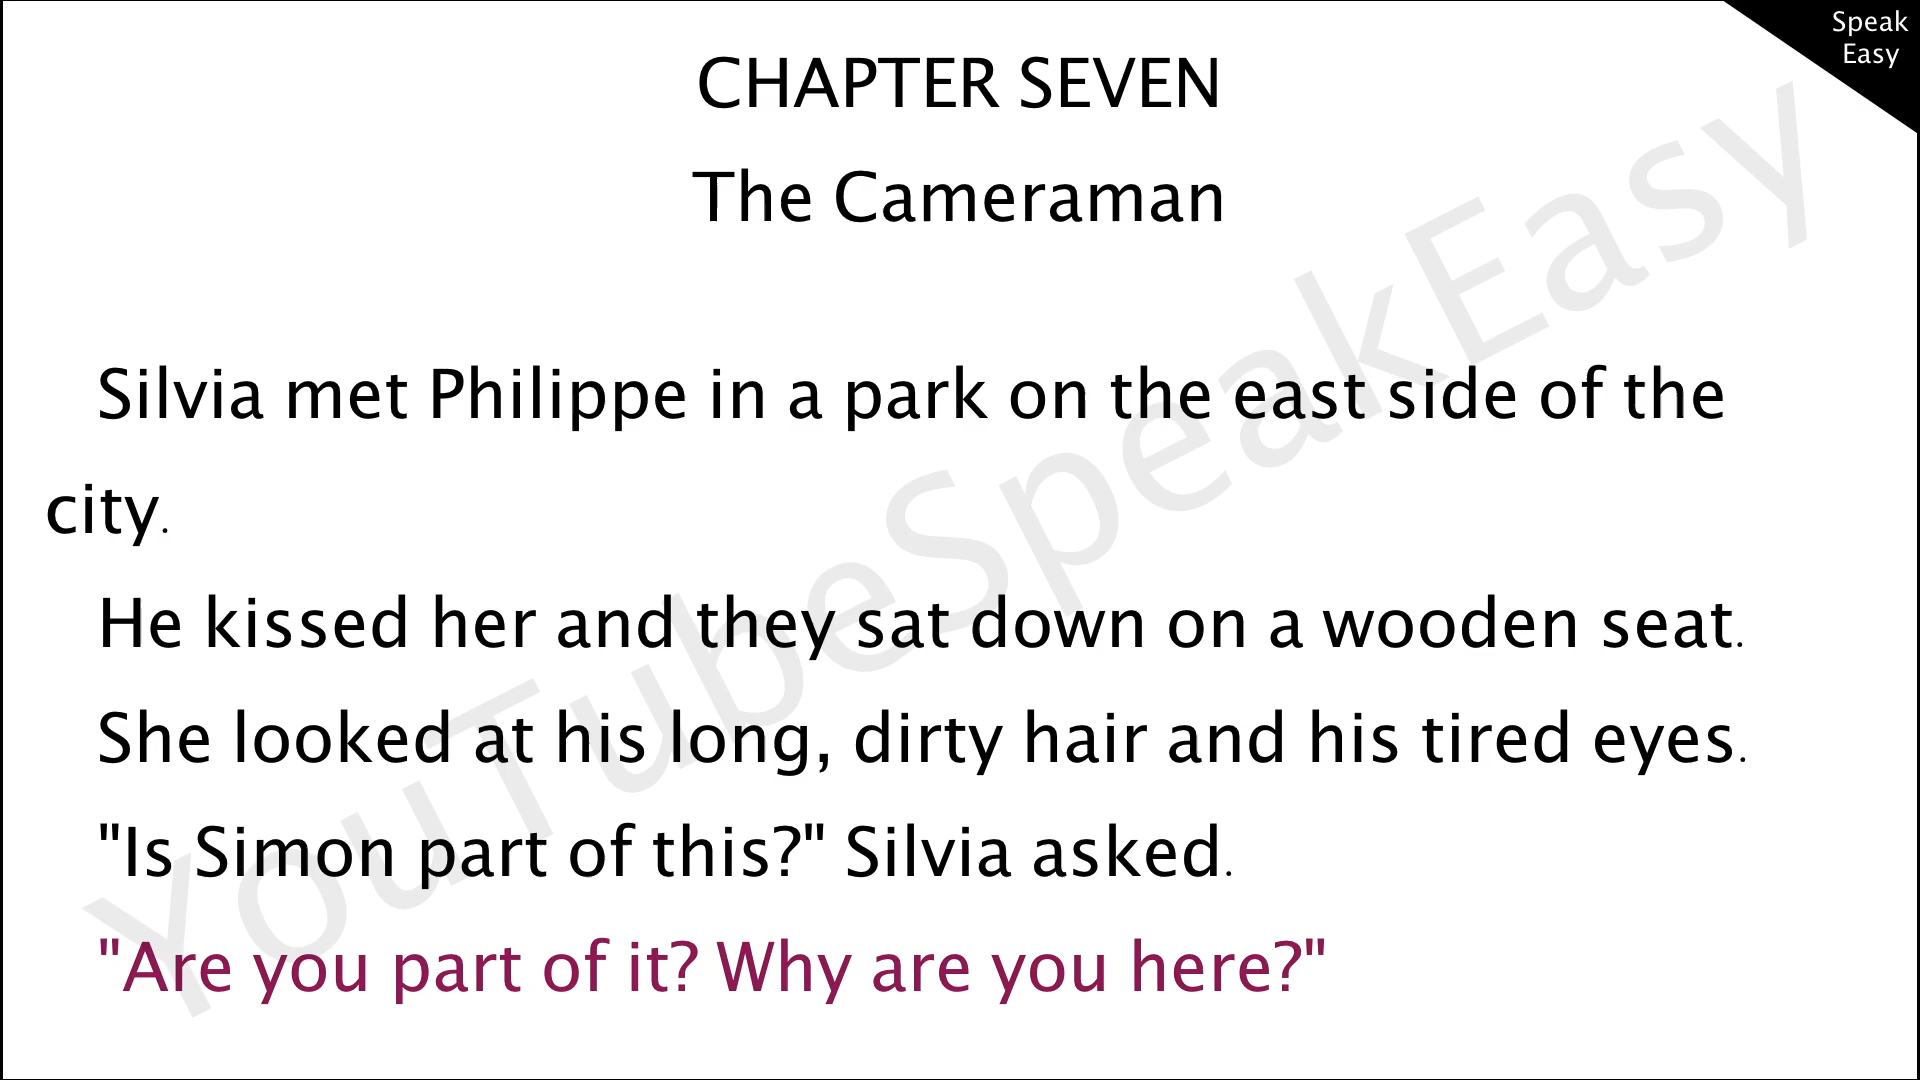 Speak
Easy
CHAPTER SEVEN
The Cameraman
Silvia met Philippe in a park on the east side of the
city.
He kissed her and they sat down on a wooden seat.
She looked at his long, dirty hair and his tired eyes.
"Is Simon part of this?" Silvia asked.
"Are you part of it? Why are you here?"
YouTubeSpeakEasy